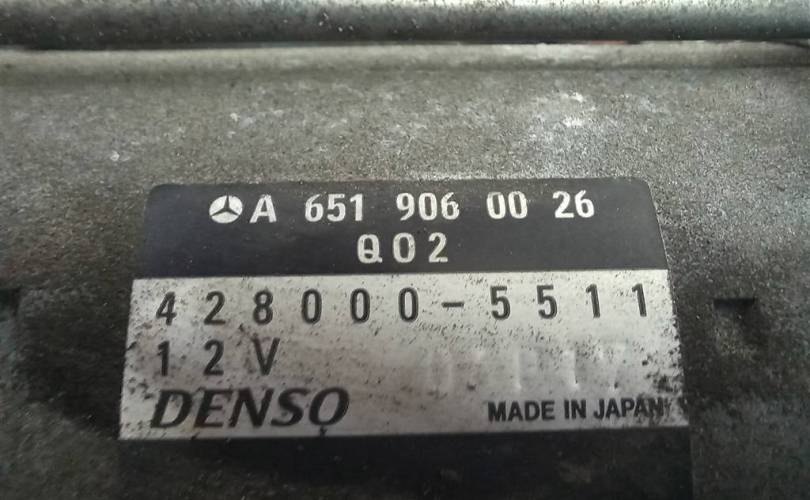 A 651 906 00 26
Q02
428000-5511
12V
DENSO
MADE IN JAPAN